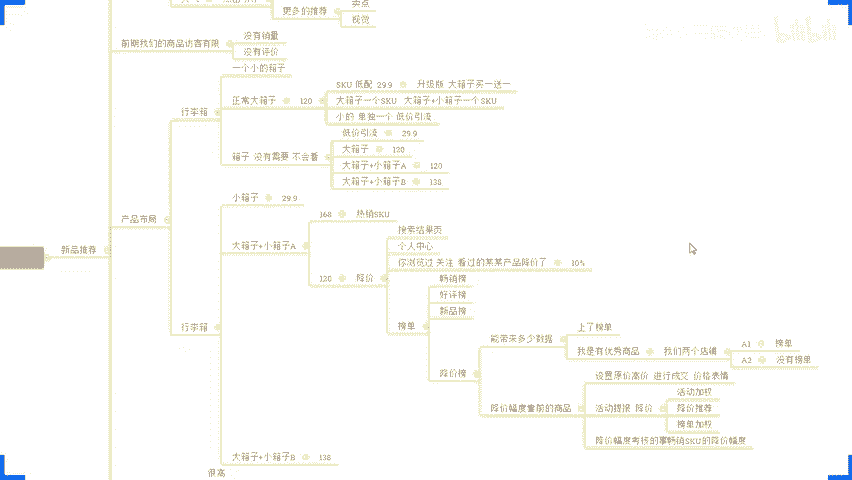 更多的推荐
卖点
视觉
前期我们的商品访客有限
没有销量
没有评价
一个小的箱子
行李箱
正常大箱子 120
SKU 低配 29.9 升级版 大箱子买一送一
大箱子一个SKU 大箱子+小箱子一个SKU
小的 单独一个 低价引流
箱子 没有需要 不会看
低价引流 29.9
大箱子 120
大箱子+小箱子A 120
大箱子+小箱子B 138
新品推荐
产品布局
行李箱
小箱子 29.9
大箱子+小箱子A
168 热销SKU
120 降价
搜索结果页
个人中心
你浏览过 关注 看过的某某产品降价了 10%
榜单
畅销榜
好评榜
新品榜
降价榜
能带来多少数据
上了榜单
我是有优秀商品 我们两个店铺
A1 榜单
A2 没有榜单
降价幅度靠前的商品
设置原价高价 进行成交 价格表情
活动提报 降价
活动加权
降价推荐
榜单加权
降价幅度考核的事畅销SKU的降价幅度
大箱子+小箱子B 138
很高
bilibili